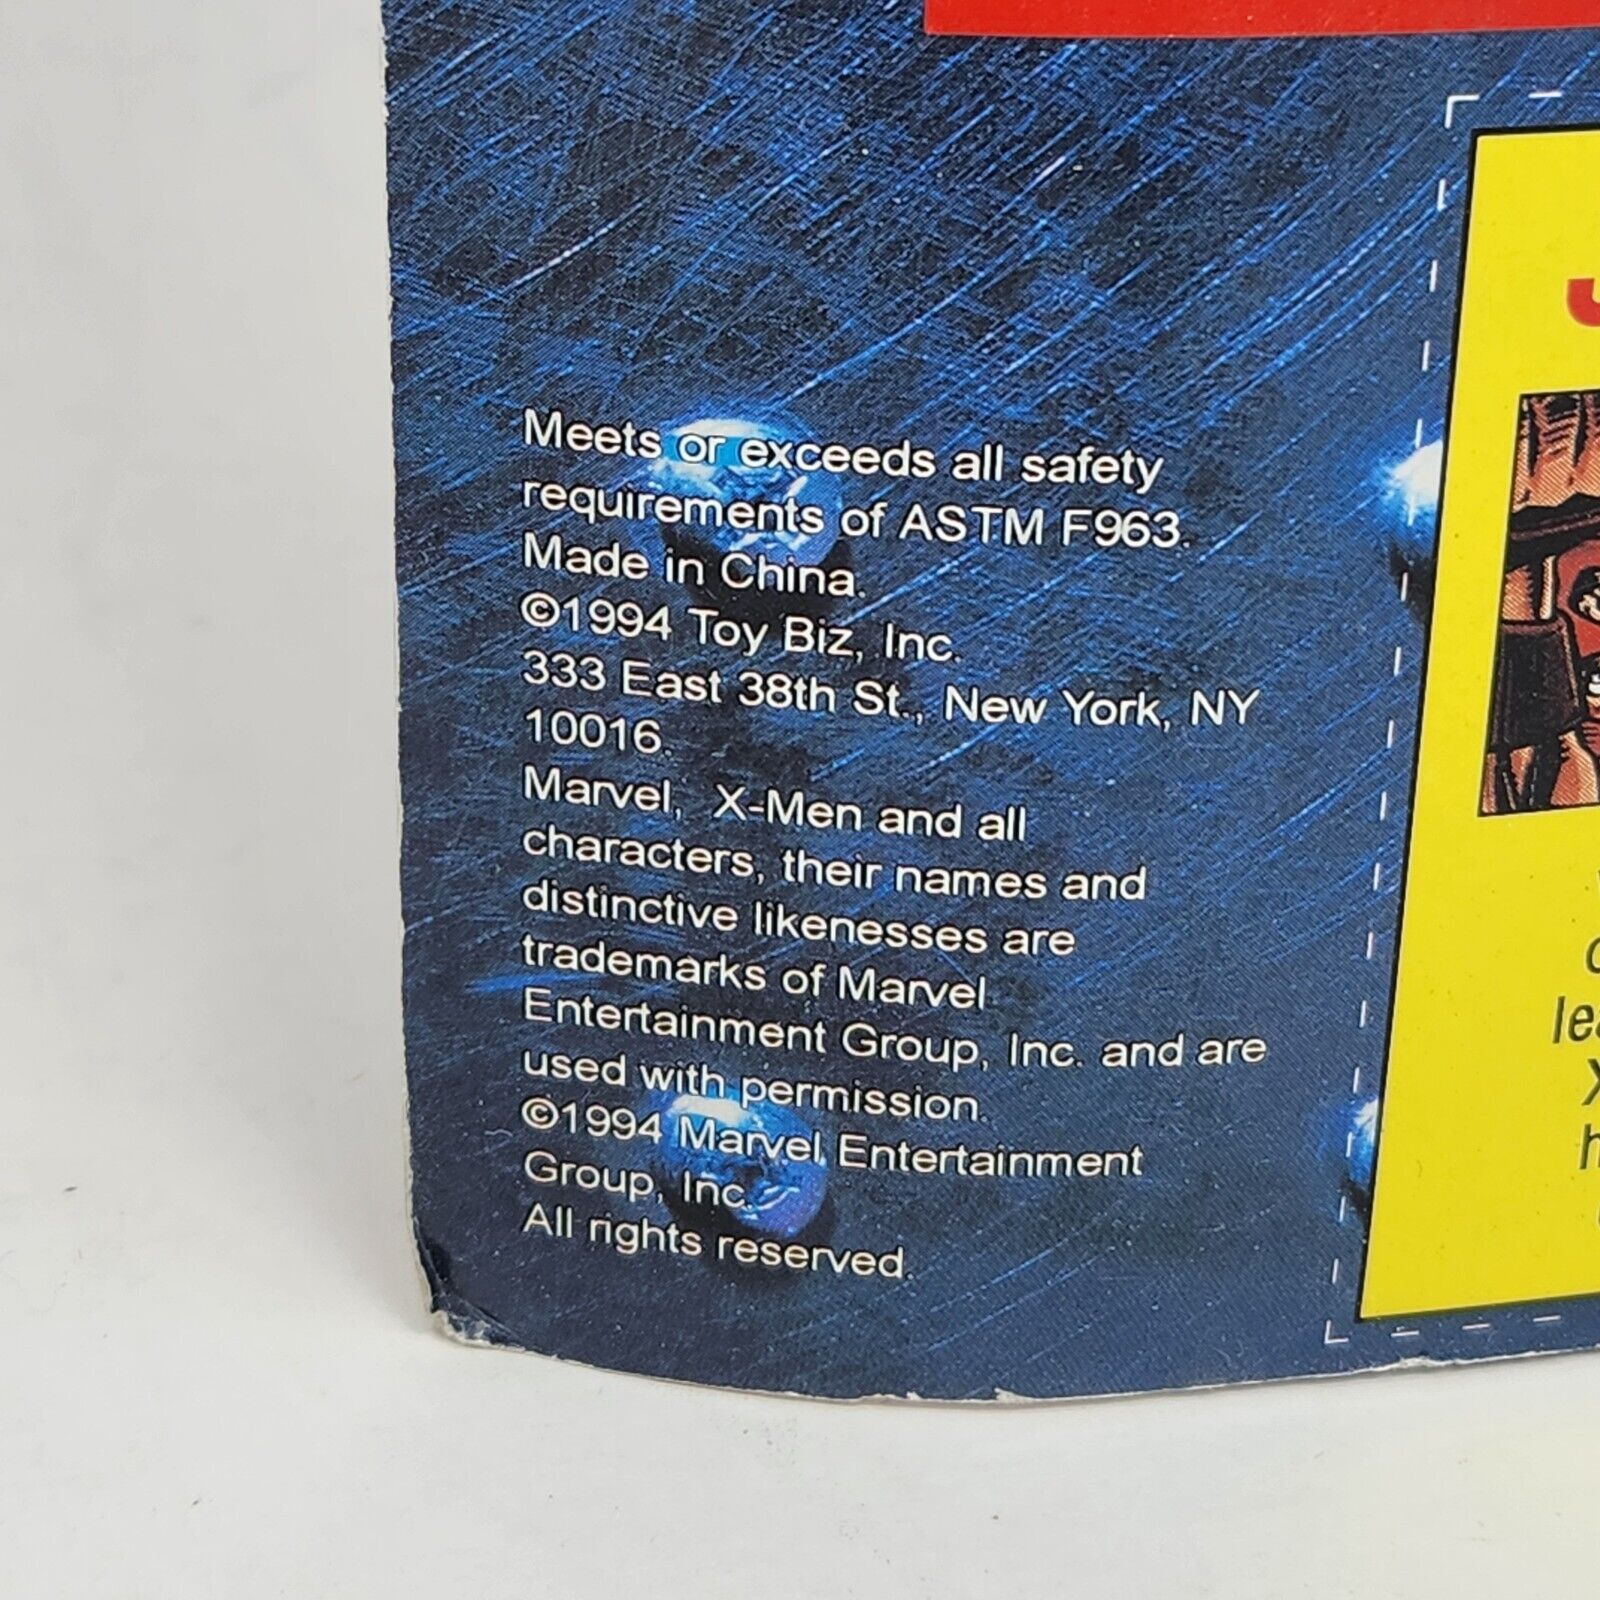 Meets or exceeds all safety
requirements of ASTM F963.
Made in China.
©1994 Toy Biz, Inc.
333 East 38th St., New York, NY
10016.
Marvel, X-Men and all
characters, their names and
distinctive likenesses are
trademarks of Marvel
Entertainment Group, Inc. and are
used with permission.
©1994 Marvel Entertainment
Group, Inc.
All rights reserved.